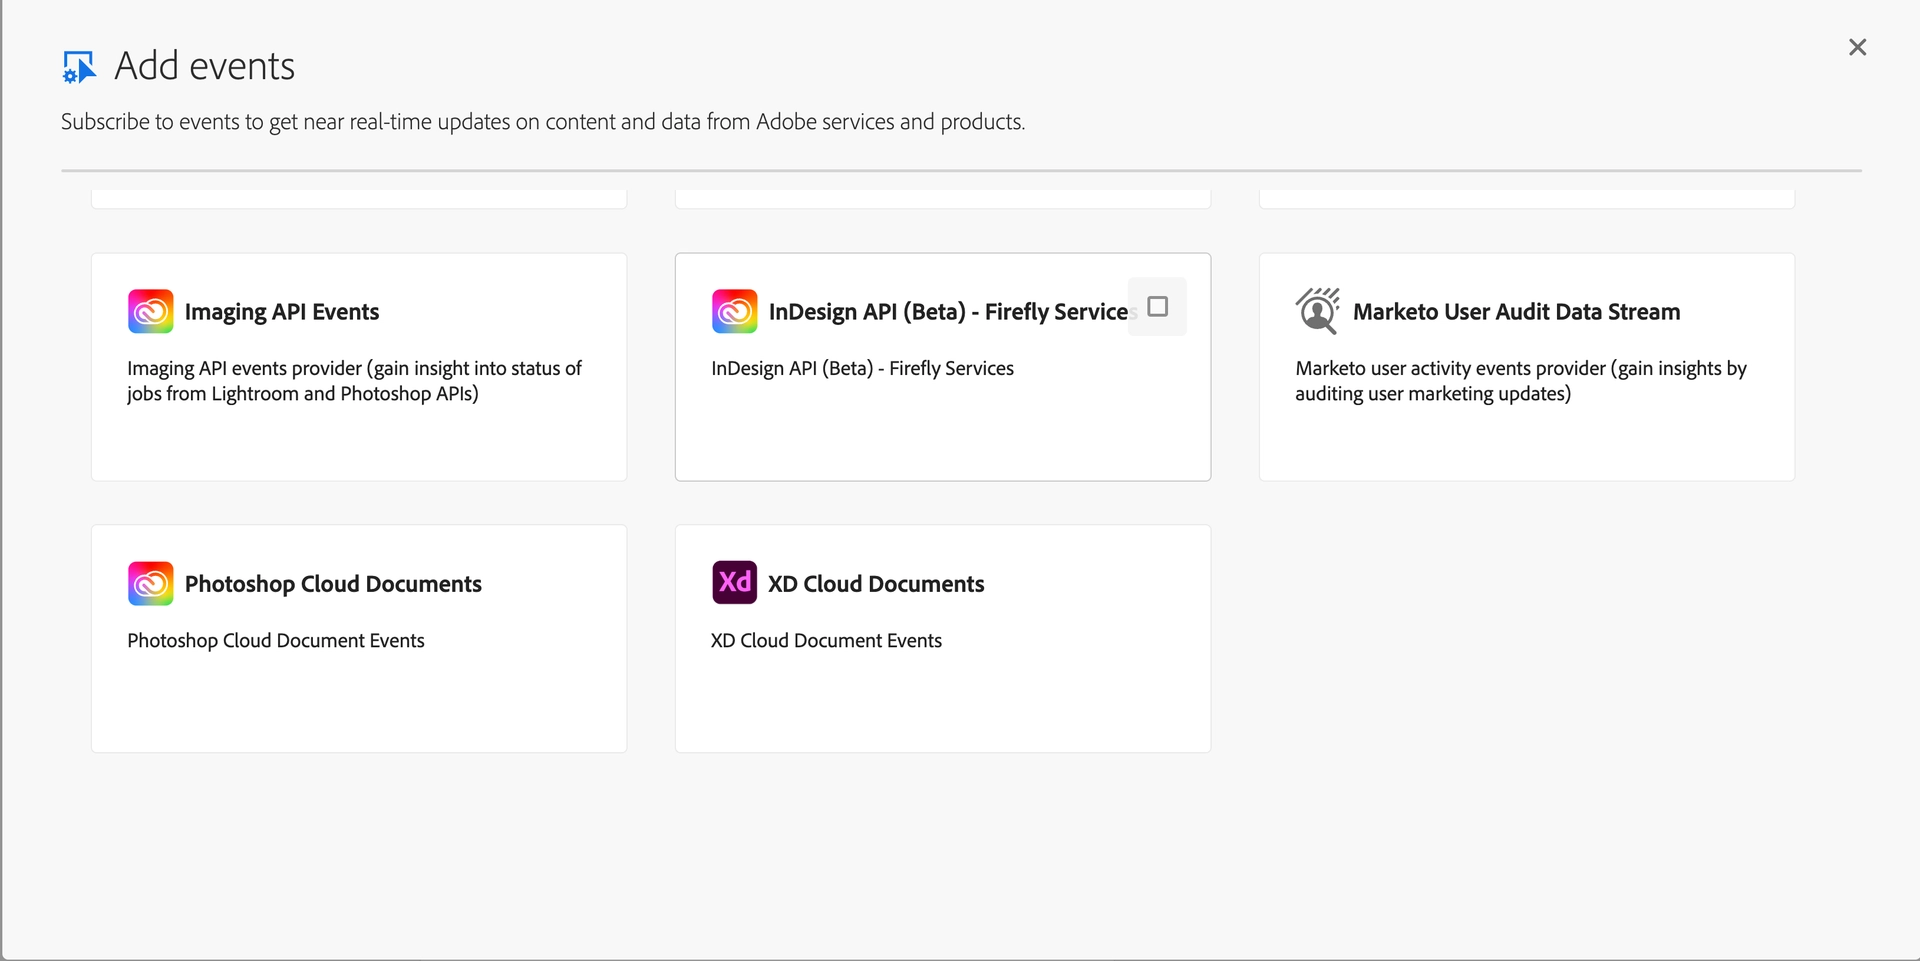 Add events
Subscribe to events to get near real-time updates on content and data from Adobe services and products.
Imaging API Events
Imaging API events provider (gain insight into status of
jobs from Lightroom and Photoshop APIs)
InDesign API (Beta) - Firefly Services
InDesign API (Beta) - Firefly Services
Marketo User Audit Data Stream
Marketo user activity events provider (gain insights by
auditing user marketing updates)
Photoshop Cloud Documents
Photoshop Cloud Document Events
Xd XD Cloud Documents
XD Cloud Document Events